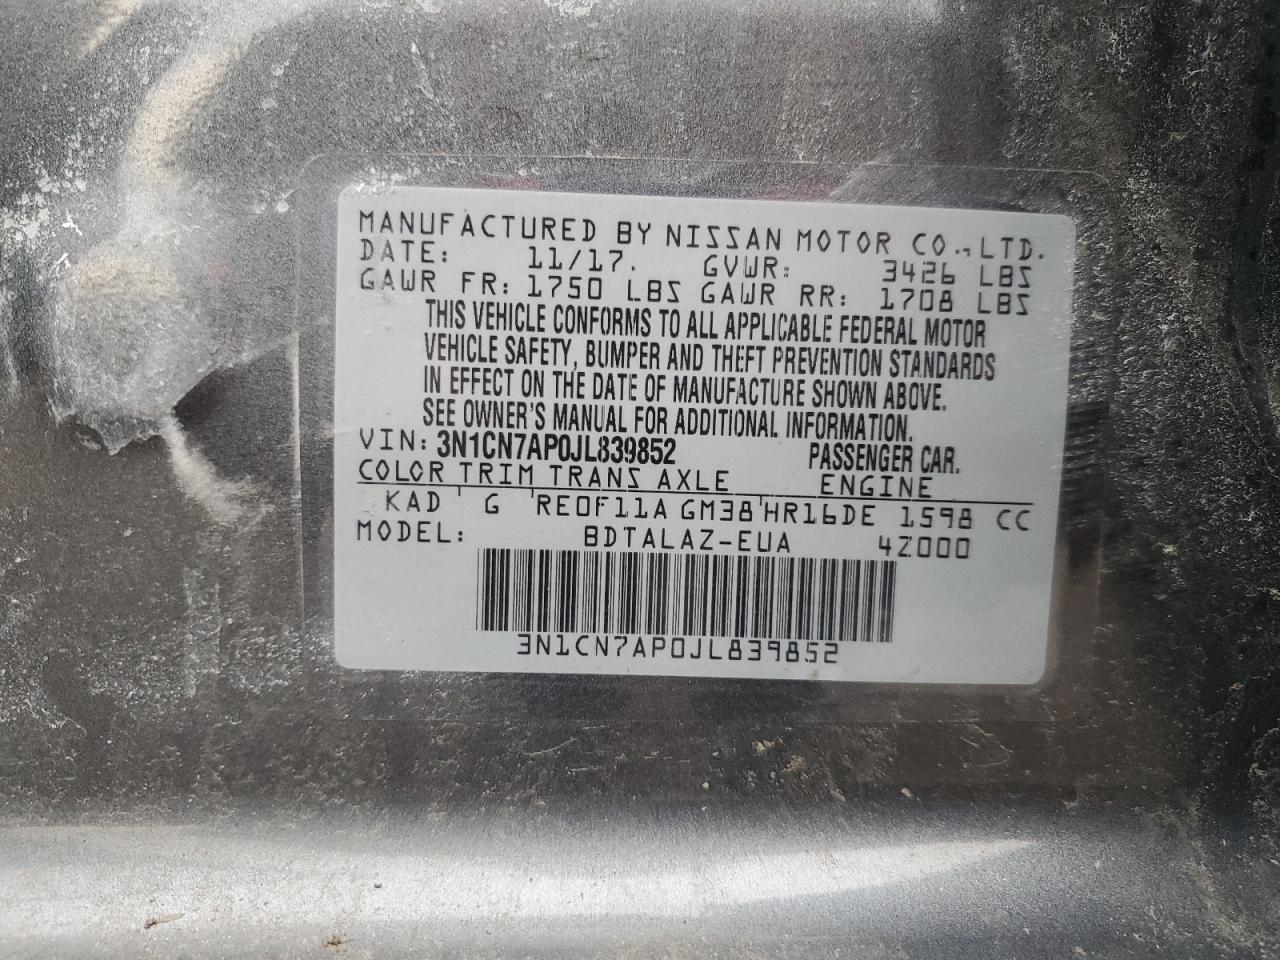 MANUFACTURED BY NISSAN MOTOR CO., LTD.
DATE: 11/17. GVWR: 3426 LBS
GAWR FR: 1750 LBS GAWR RR: 1708 LBS
THIS VEHICLE CONFORMS TO ALL APPLICABLE FEDERAL MOTOR
VEHICLE SAFETY, BUMPER AND THEFT PREVENTION STANDARDS
IN EFFECT ON THE DATE OF MANUFACTURE SHOWN ABOVE.
SEE OWNER'S MANUAL FOR ADDITIONAL INFORMATION.
VIN: 3N1CN7AP0JL839852 PASSENGER CAR.
COLOR TRIM TRANS AXLE ENGINE
KAD G RE0F11A GM38 HR16DE 1598 CC
MODEL: BDTALAZ-EUA 4Z000
3N1CN7AP0JL839852